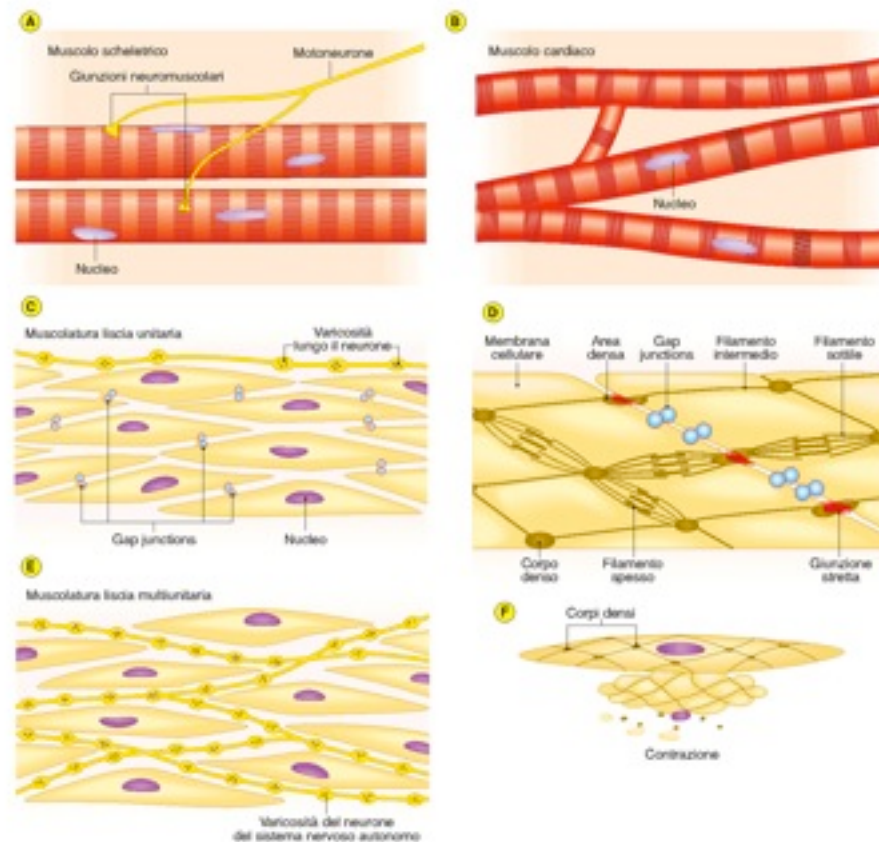 A
Muscolo scheletrico
Motoneurone
Giunzioni neuromuscolari
Nucleo
B
Muscolo cardiaco
Nucleo
C
Muscolatura liscia unitaria
Varicosità
lungo il neurone
Gap junctions
Nucleo
D
Membrana
cellulare
Area
densa
Gap
junctions
Filamento
intermedio
Filamento
sottile
Corpo
denso
Filamento
spesso
Giunzione
stretta
E
Muscolatura liscia multiunitaria
Varicosità del neurone
del sistema nervoso autonomo
F
Corpi densi
Contrazione